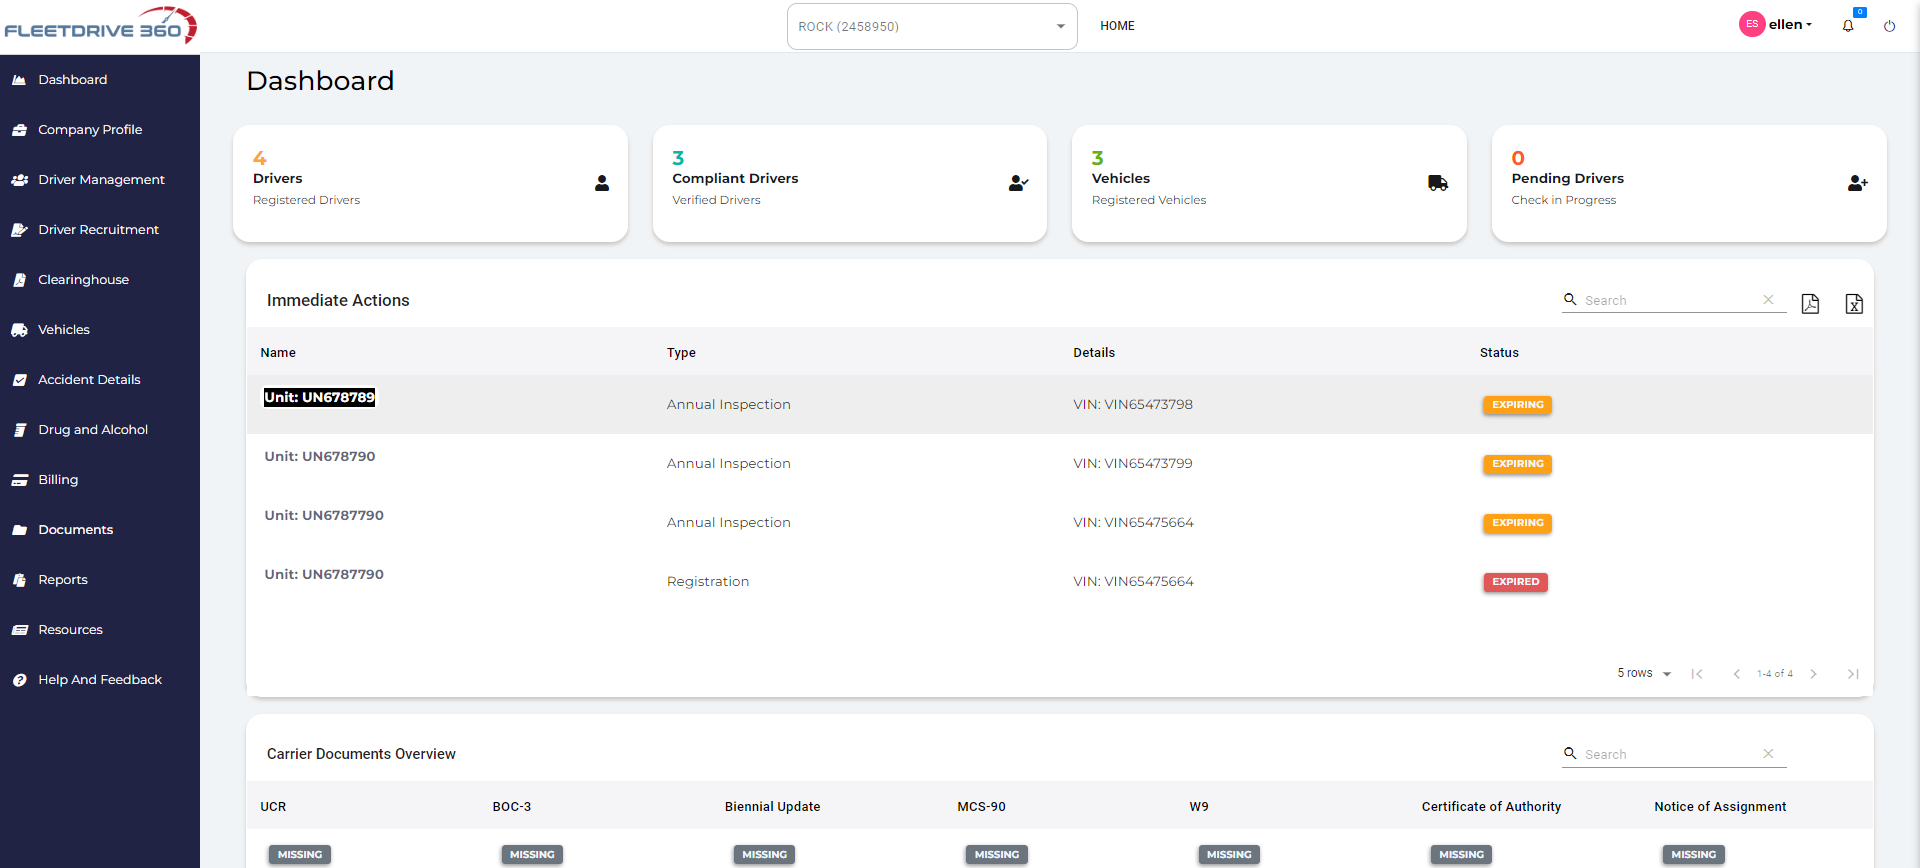 FLEETDRIVE 360
ROCK (2458950)
HOME
ES
ellen
0
Dashboard
Company Profile
Driver Management
Driver Recruitment
Clearinghouse
Vehicles
Accident Details
Drug and Alcohol
Billing
Documents
Reports
Resources
Help And Feedback
Dashboard
4
Drivers
Registered Drivers
3
Compliant Drivers
Verified Drivers
3
Vehicles
Registered Vehicles
0
Pending Drivers
Check in Progress
Immediate Actions
Search
Name Type Details Status
Unit: UN678789 Annual Inspection VIN: VIN65473798 EXPIRING
Unit: UN678790 Annual Inspection VIN: VIN65473799 EXPIRING
Unit: UN6787790 Annual Inspection VIN: VIN65475664 EXPIRING
Unit: UN6787790 Registration VIN: VIN65475664 EXPIRED
5 rows 1-4 of 4
Carrier Documents Overview
Search
UCR BOC-3 Biennial Update MCS-90 W9 Certificate of Authority Notice of Assignment
MISSING MISSING MISSING MISSING MISSING MISSING MISSING